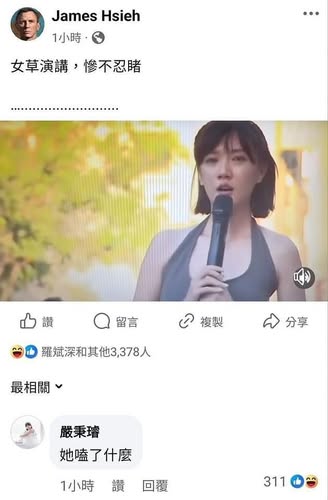 James Hsieh
1小時 ·
女草演講，慘不忍睹
...........................
讚 留言 複製 分享
羅斌深和其他3,378人
最相關
嚴秉璿
她嗑了什麼
1小時 讚 回覆 311